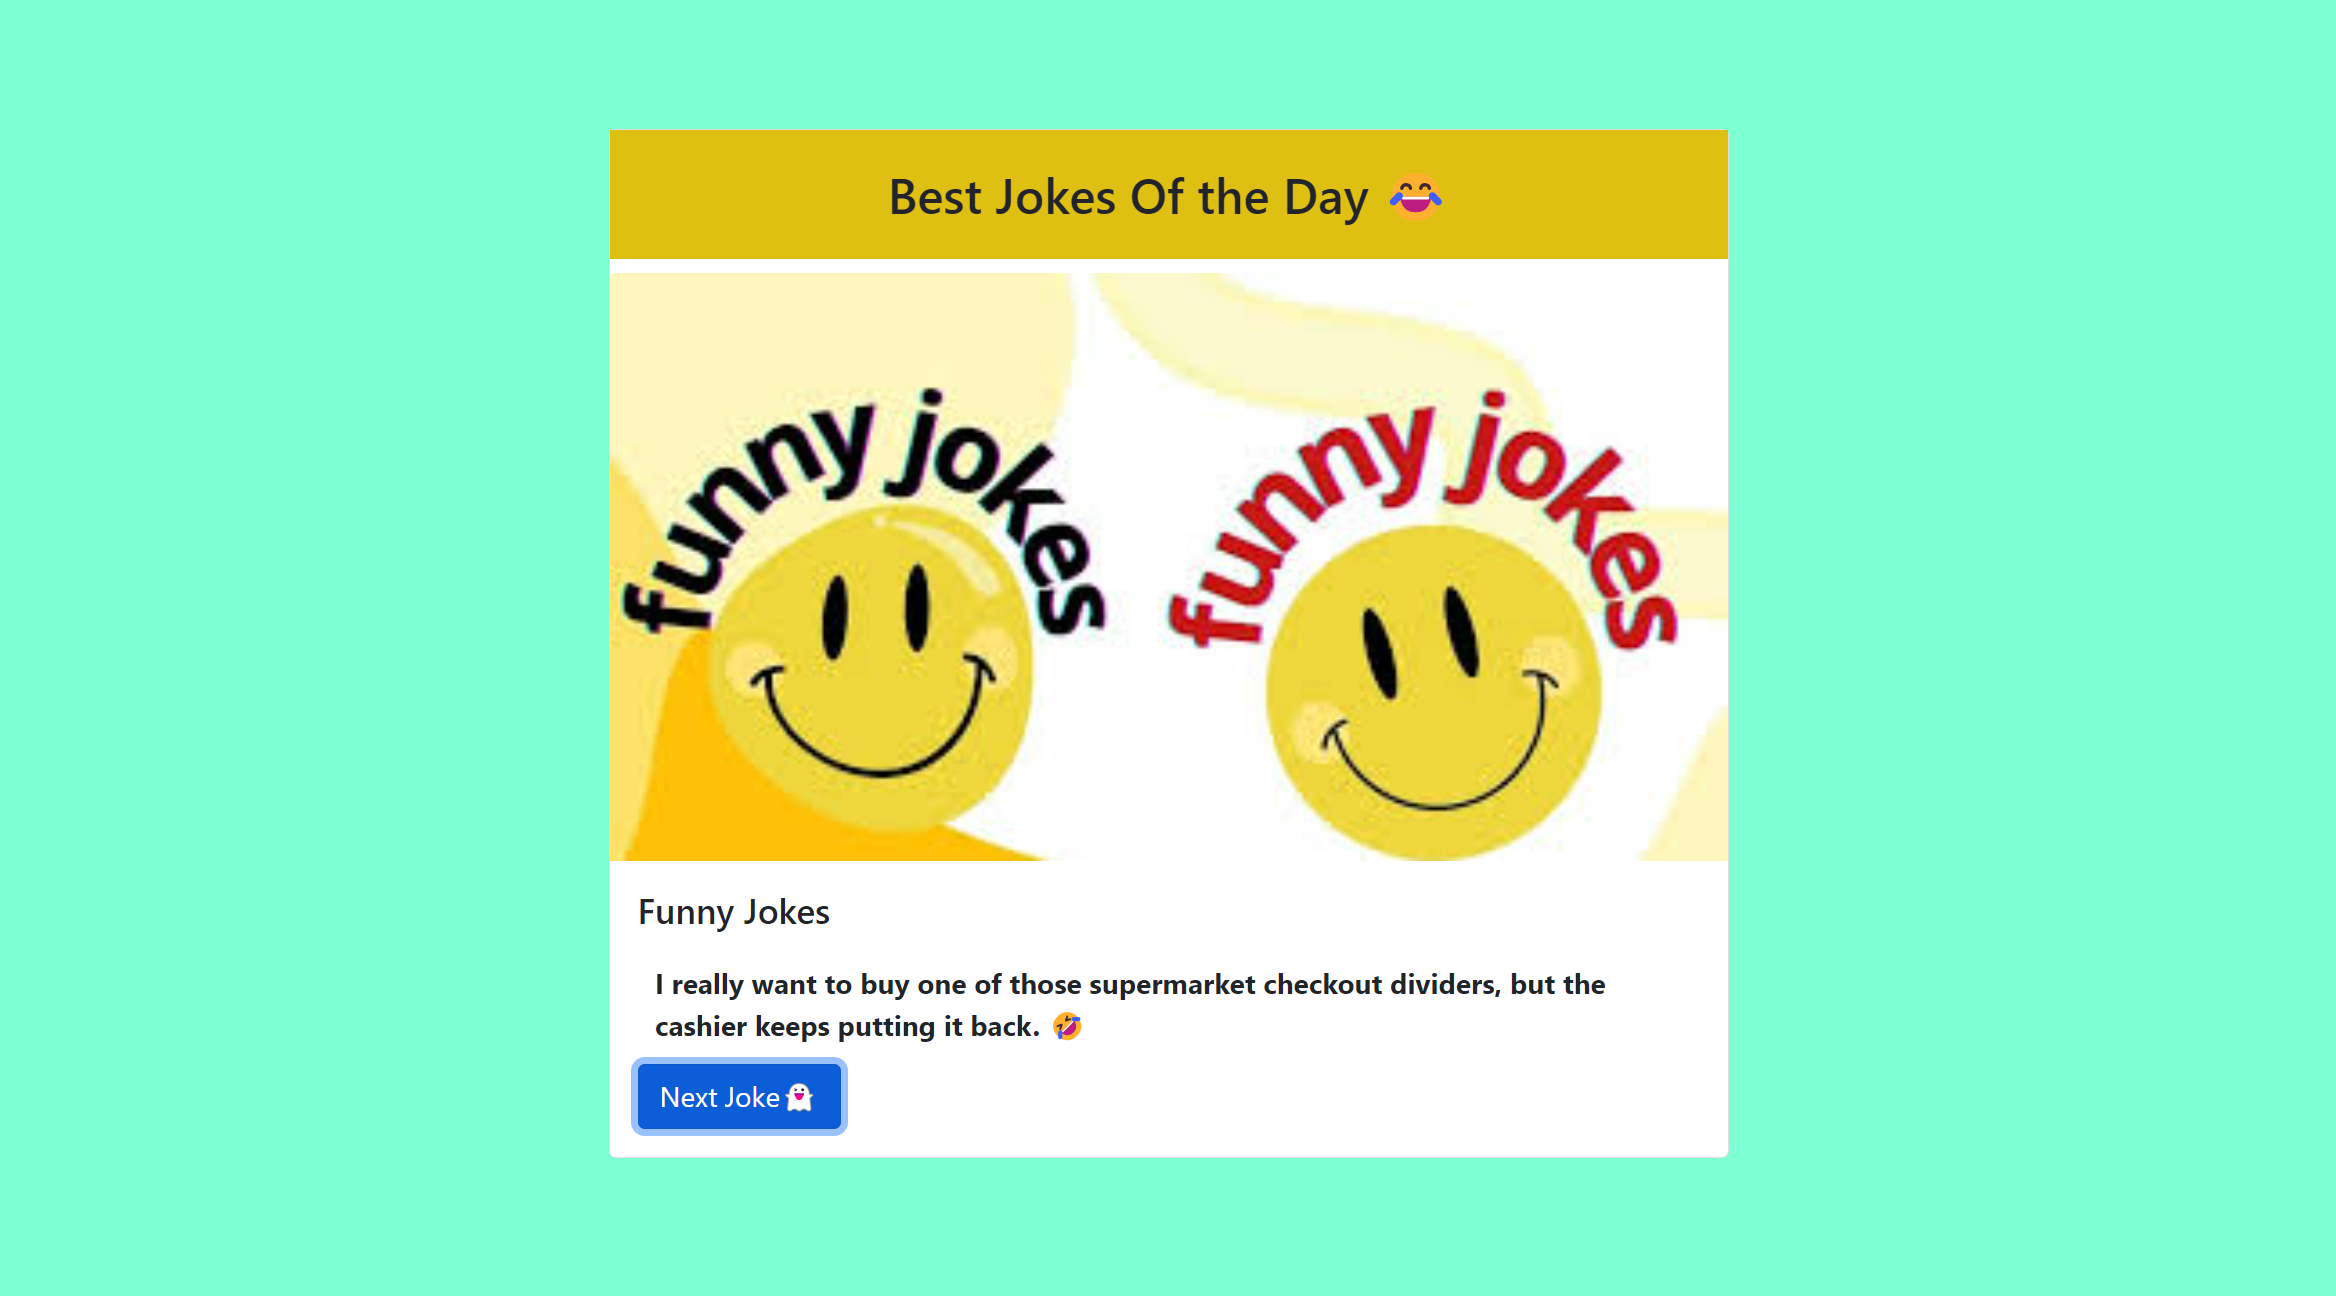 Best Jokes Of the Day 😂
funny jokes
funny jokes
Funny Jokes
I really want to buy one of those supermarket checkout dividers, but the
cashier keeps putting it back. 🤣
Next Joke👻